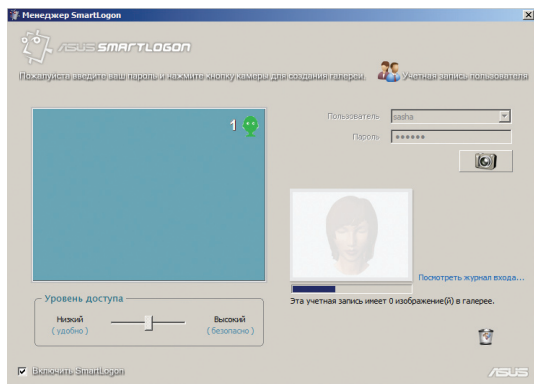 Менеджер SmartLogon
ASUS SMARTLOGON
Пожалуйста введите ваш пароль и нажмите кнопку камеры для создания галереи.
Учетная запись пользователя
1
Пользователь
sasha
Пароль
●●●●●●
Посмотреть журнал входа...
Эта учетная запись имеет 0 изображение(й) в галерее.
Уровень доступа
Низкий
Высокий
( удобно )
( безопасно )
Включить SmartLogon
ASUS